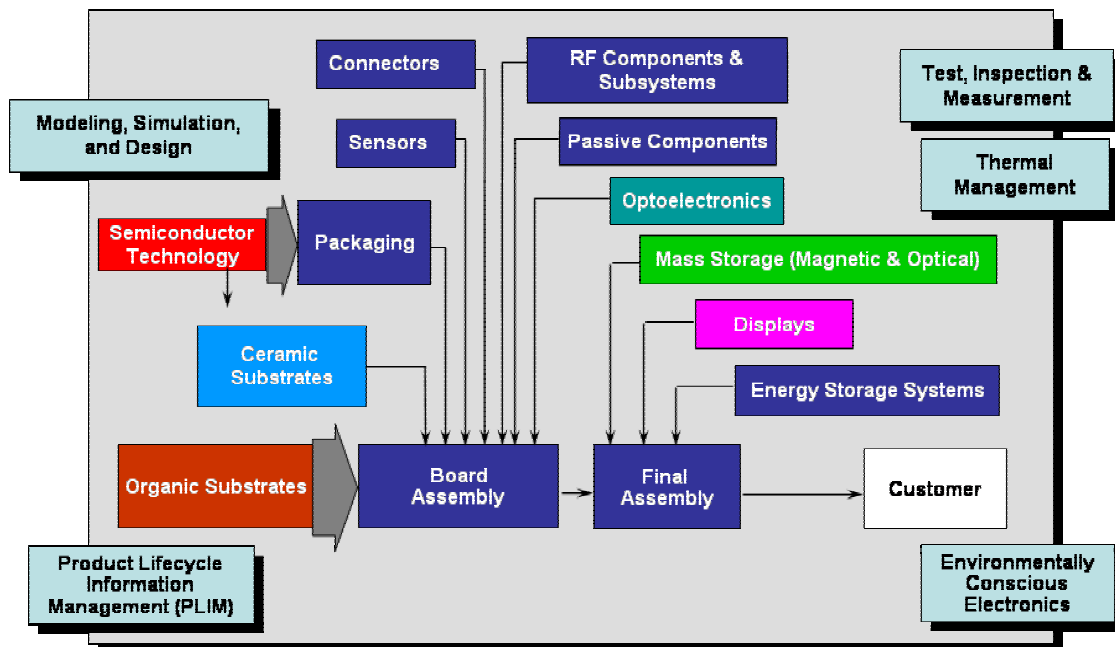 Connectors
RF Components &
Subsystems
Test, Inspection &
Measurement
Modeling, Simulation,
and Design
Sensors
Passive Components
Thermal
Management
Optoelectronics
Semiconductor
Technology
Packaging
Mass Storage (Magnetic & Optical)
Displays
Ceramic
Substrates
Energy Storage Systems
Organic Substrates
Board
Assembly
Final
Assembly
Customer
Product Lifecycle
Information
Management (PLIM)
Environmentally
Conscious
Electronics